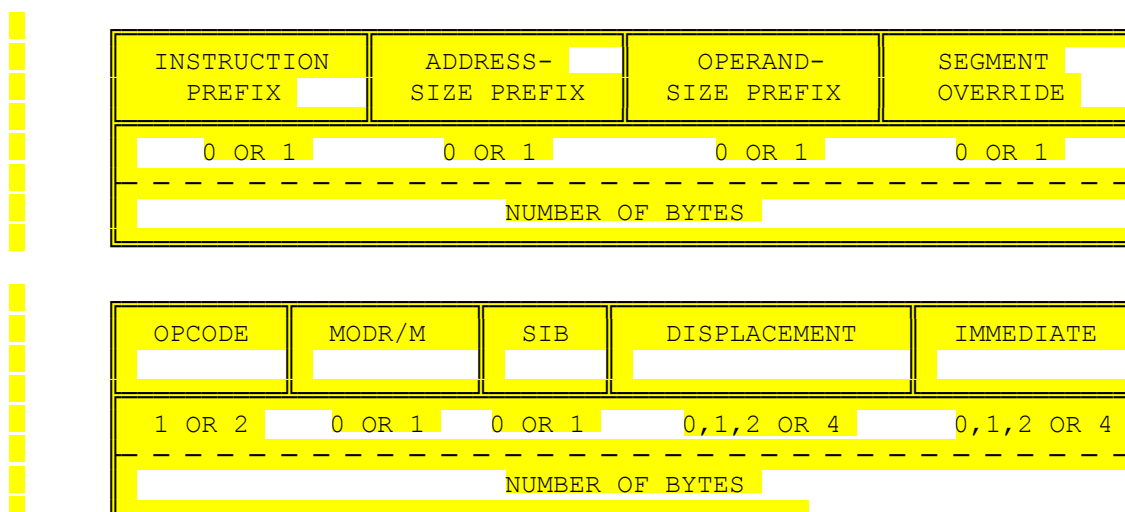 INSTRUCTION ADDRESS- OPERAND- SEGMENT
PREFIX SIZE PREFIX SIZE PREFIX OVERRIDE
0 OR 1 0 OR 1 0 OR 1 0 OR 1
NUMBER OF BYTES
OPCODE MODR/M SIB DISPLACEMENT IMMEDIATE
1 OR 2 0 OR 1 0 OR 1 0,1,2 OR 4 0,1,2 OR 4
NUMBER OF BYTES